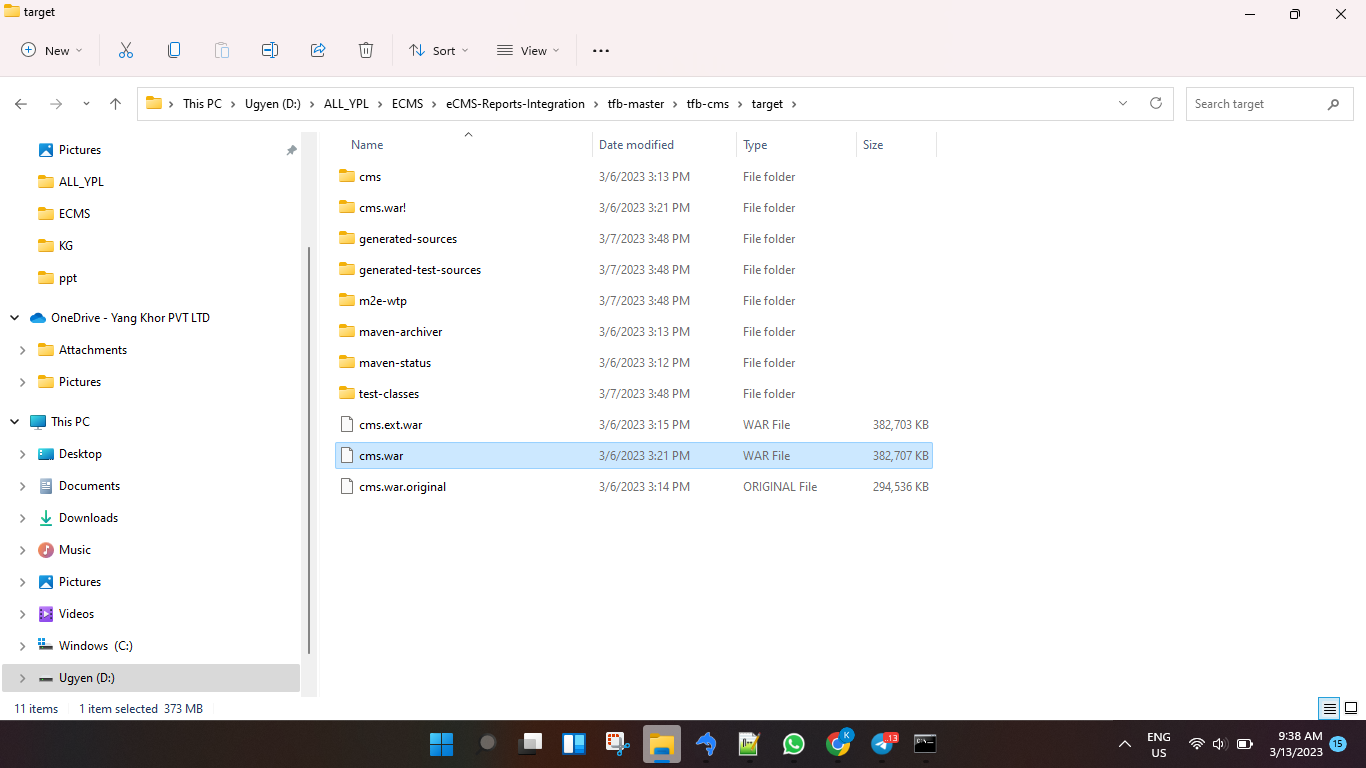 target
New
Sort
View
This PC
Ugyen (D:)
ALL_YPL
ECMS
eCMS-Reports-Integration
tfb-master
tfb-cms
target
Search target
Pictures
ALL_YPL
ECMS
KG
ppt
OneDrive - Yang Khor PVT LTD
Attachments
Pictures
This PC
Desktop
Documents
Downloads
Music
Pictures
Videos
Windows (C:)
Ugyen (D:)
Name Date modified Type Size
cms 3/6/2023 3:13 PM File folder
cms.war! 3/6/2023 3:21 PM File folder
generated-sources 3/7/2023 3:48 PM File folder
generated-test-sources 3/7/2023 3:48 PM File folder
m2e-wtp 3/7/2023 3:48 PM File folder
maven-archiver 3/6/2023 3:13 PM File folder
maven-status 3/6/2023 3:12 PM File folder
test-classes 3/7/2023 3:48 PM File folder
cms.ext.war 3/6/2023 3:15 PM WAR File 382,703 KB
cms.war 3/6/2023 3:21 PM WAR File 382,707 KB
cms.war.original 3/6/2023 3:14 PM ORIGINAL File 294,536 KB
11 items 1 item selected 373 MB
K
.13
ENG
US
9:38 AM
3/13/2023
15